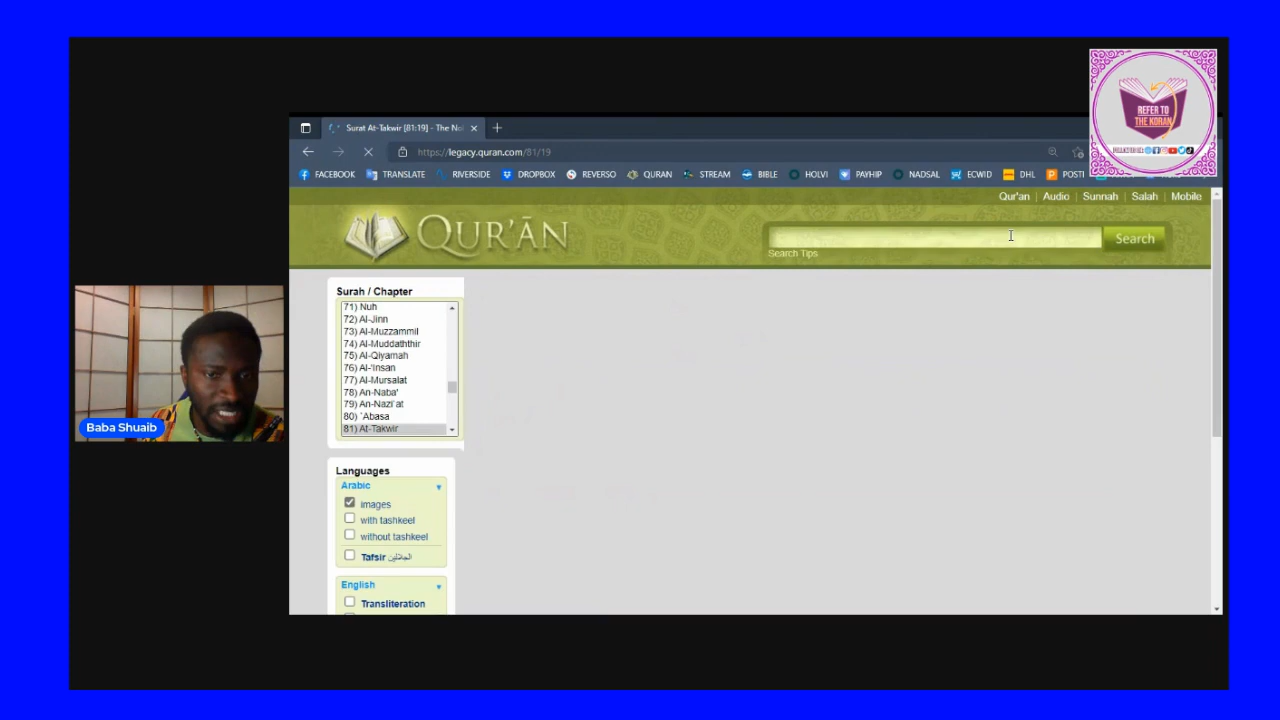 REFER TO
THE KORAN
Surat At-Takwir [81:19] - The No
https://legacy.quran.com/81/19
FACEBOOK TRANSLATE RIVERSIDE DROPBOX REVERSO QURAN STREAM BIBLE HOLVI PAYHIP NADSAL ECWID DHL POSTI
Qur'an | Audio | Sunnah | Salah | Mobile
QUR'ĀN
Search
Search Tips
Surah / Chapter
71) Nuh
72) Al-Jinn
73) Al-Muzzammil
74) Al-Muddaththir
75) Al-Qiyamah
76) Al-'Insan
77) Al-Mursalat
78) An-Naba'
79) An-Nazi`at
80) `Abasa
81) At-Takwir
Baba Shuaib
Languages
Arabic
images
with tashkeel
without tashkeel
Tafsir الجلالين
English
Transliteration